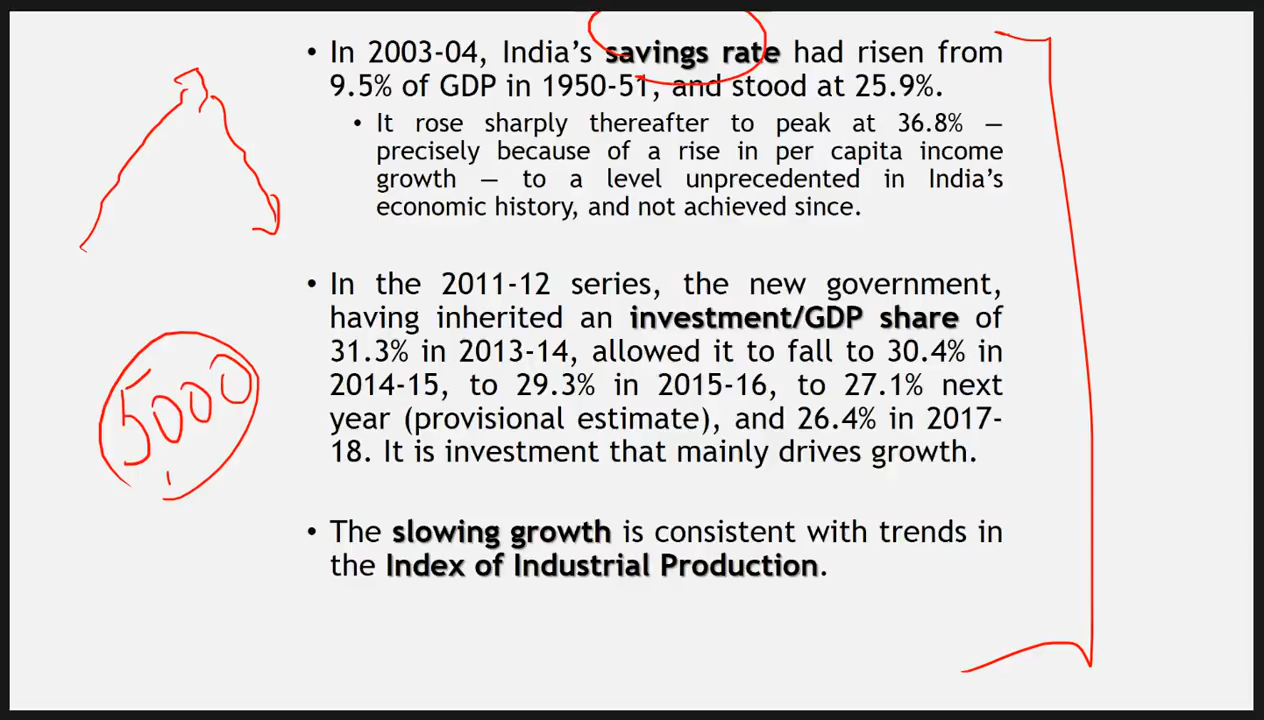 • In 2003-04, India's savings rate had risen from
9.5% of GDP in 1950-51, and stood at 25.9%.
• It rose sharply thereafter to peak at 36.8% —
precisely because of a rise in per capita income
growth — to a level unprecedented in India's
economic history, and not achieved since.
• In the 2011-12 series, the new government,
having inherited an investment/GDP share of
31.3% in 2013-14, allowed it to fall to 30.4% in
2014-15, to 29.3% in 2015-16, to 27.1% next
year (provisional estimate), and 26.4% in 2017-
18. It is investment that mainly drives growth.
5000
• The slowing growth is consistent with trends in
the Index of Industrial Production.